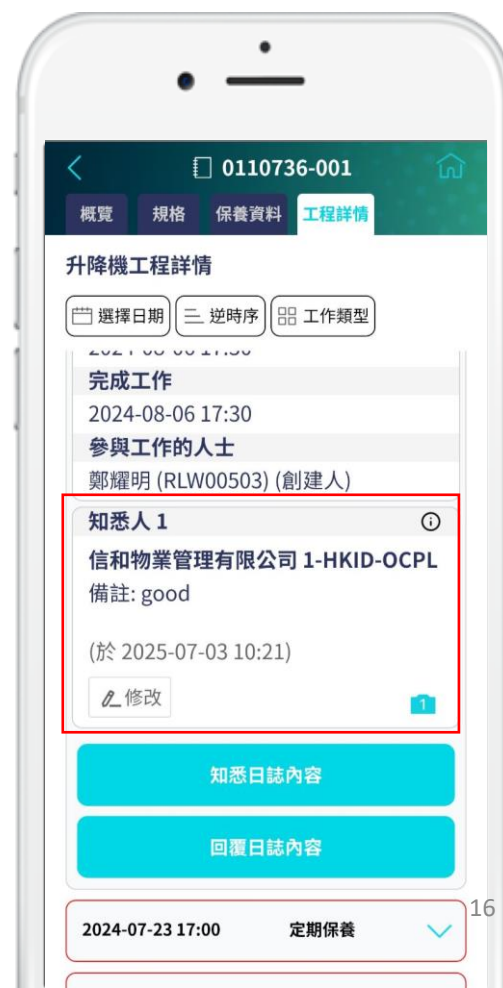 0110736-001
概覽 規格 保養資料 工程詳情
升降機工程詳情
選擇日期 逆時序 工作類型
完成工作
2024-08-06 17:30
參與工作的人士
鄭耀明 (RLW00503) (創建人)
知悉人 1
信和物業管理有限公司 1-HKID-OCPL
備註: good
(於 2025-07-03 10:21)
修改
1
知悉日誌內容
回覆日誌內容
16
2024-07-23 17:00 定期保養